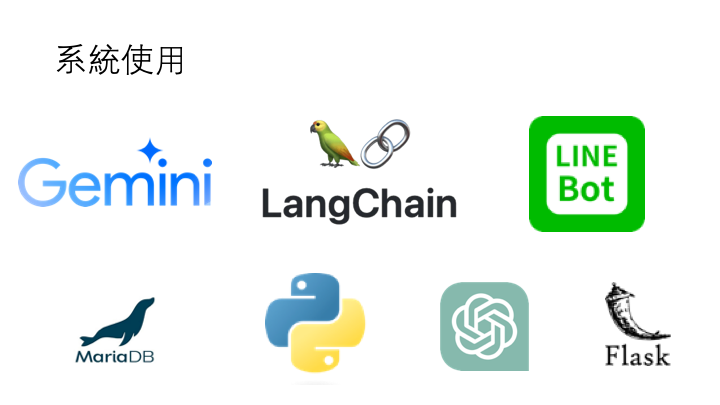 系統使用
Gemini
LangChain
LINE
Bot
MariaDB
Flask